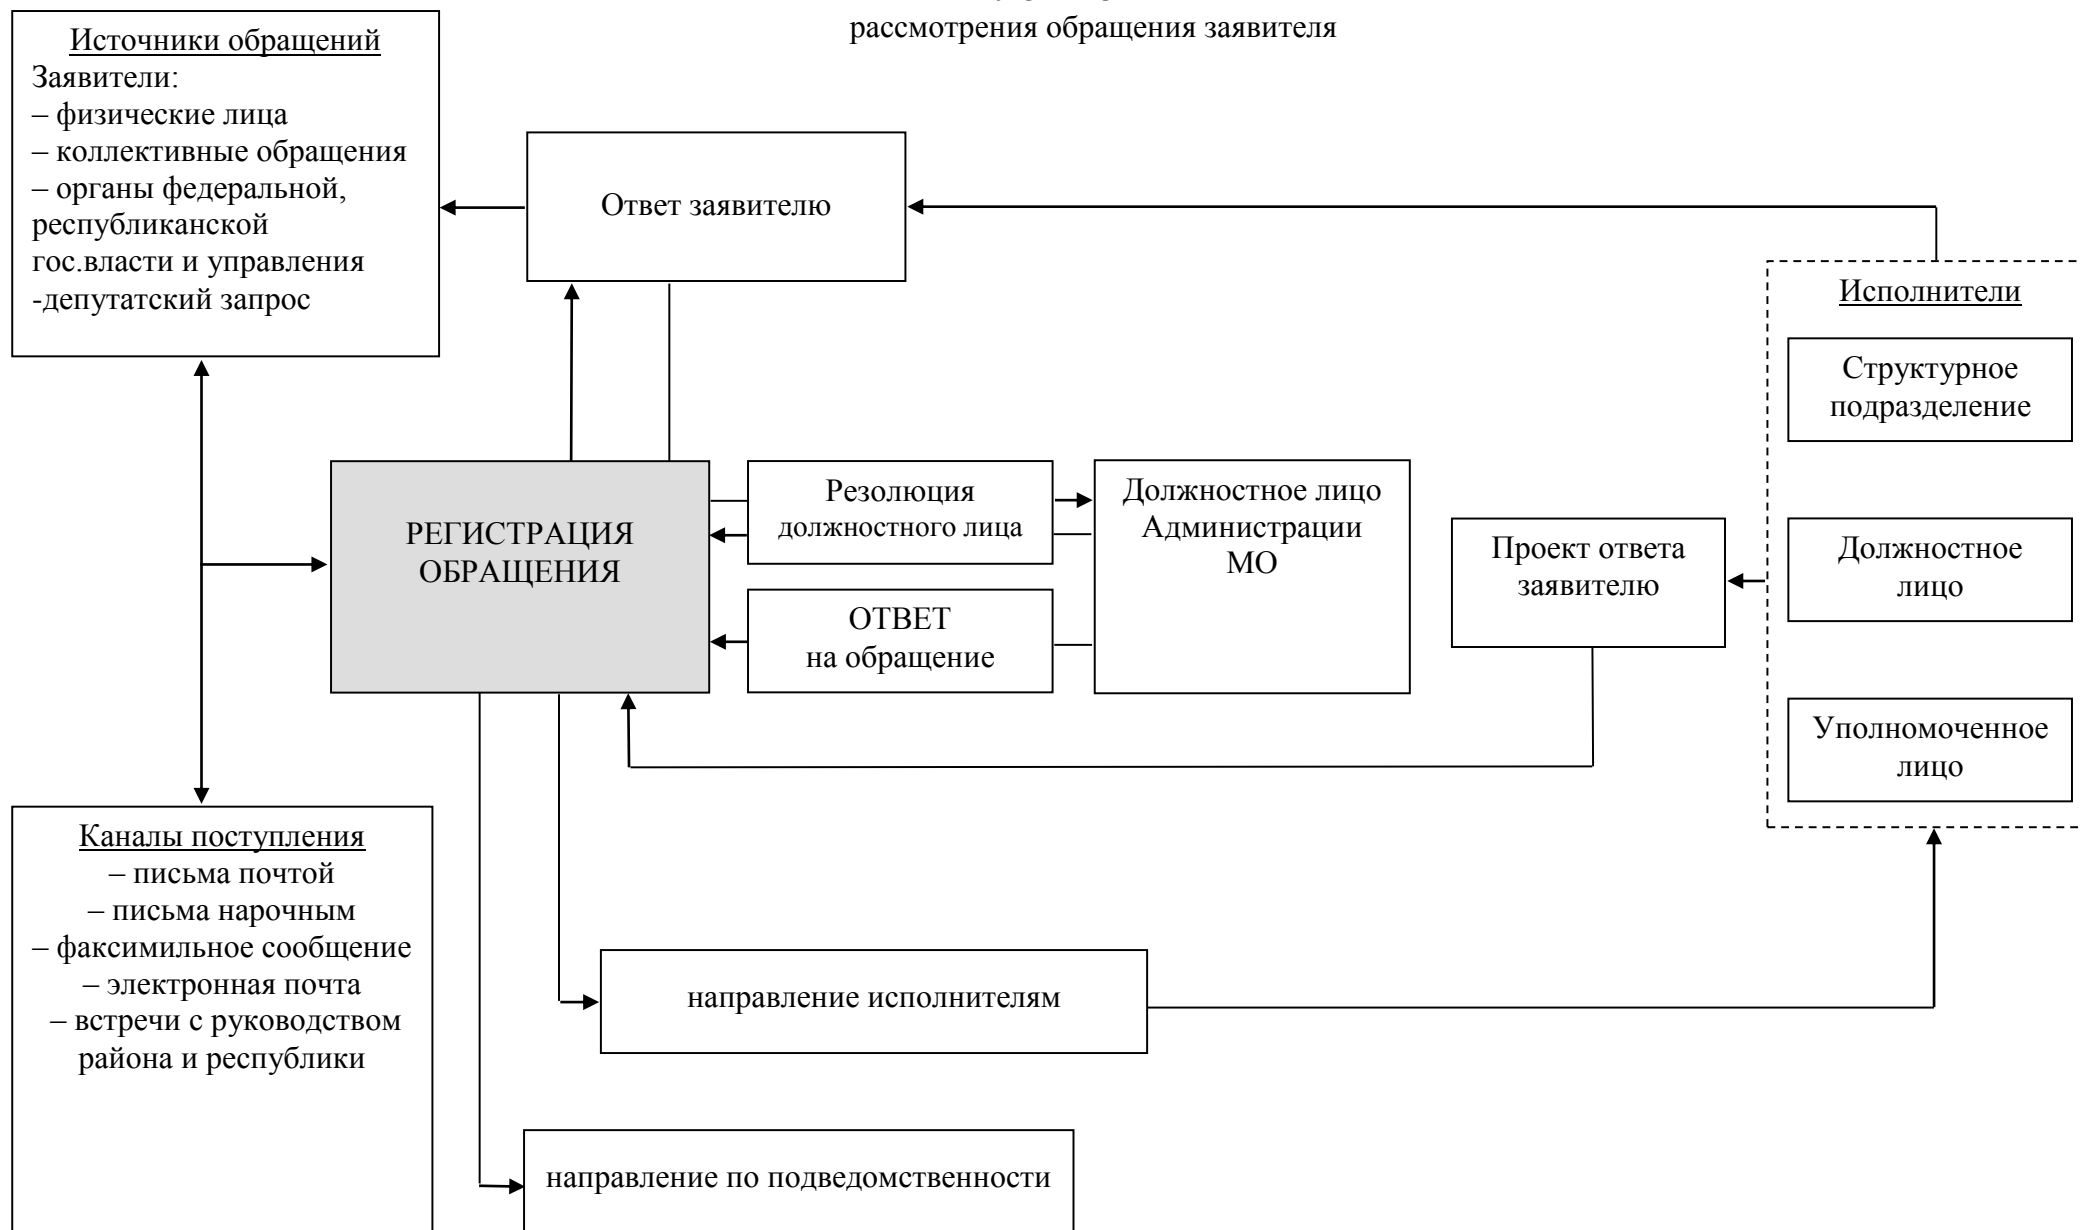 рассмотрения обращения заявителя
Источники обращений
Заявители:
– физические лица
– коллективные обращения
– органы федеральной,
республиканской
гос.власти и управления
-депутатский запрос
Ответ заявителю
Исполнители
Структурное
подразделение
Должностное
лицо
Уполномоченное
лицо
РЕГИСТРАЦИЯ
ОБРАЩЕНИЯ
Резолюция
должностного лица
Должностное лицо
Администрации
МО
ОТВЕТ
на обращение
Проект ответа
заявителю
Каналы поступления
– письма почтой
– письма нарочным
– факсимильное сообщение
– электронная почта
– встречи с руководством
района и республики
направление исполнителям
направление по подведомственности